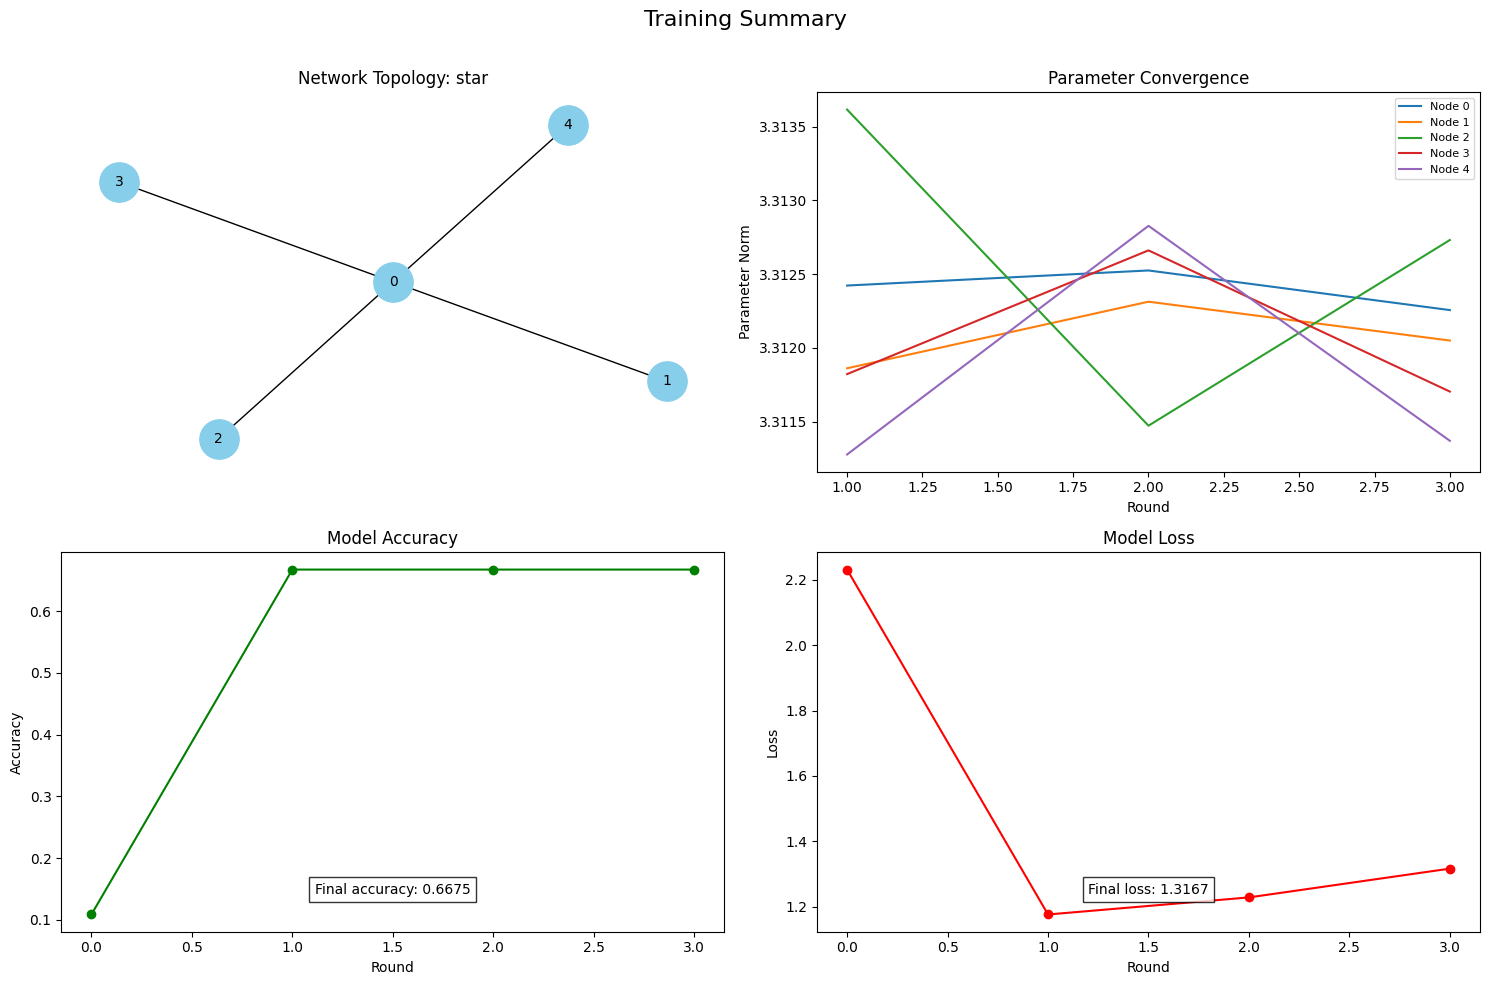 Training Summary
Network Topology: star
4
3
0
1
2
Parameter Convergence
Node 0
Node 1
Node 2
Node 3
Node 4
3.3135
3.3130
3.3125
3.3120
3.3115
Parameter Norm
1.00 1.25 1.50 1.75 2.00 2.25 2.50 2.75 3.00
Round
Model Accuracy
0.6
0.5
0.4
0.3
0.2
0.1
Accuracy
Final accuracy: 0.6675
0.0 0.5 1.0 1.5 2.0 2.5 3.0
Round
Model Loss
2.2
2.0
1.8
1.6
1.4
1.2
Loss
Final loss: 1.3167
0.0 0.5 1.0 1.5 2.0 2.5 3.0
Round